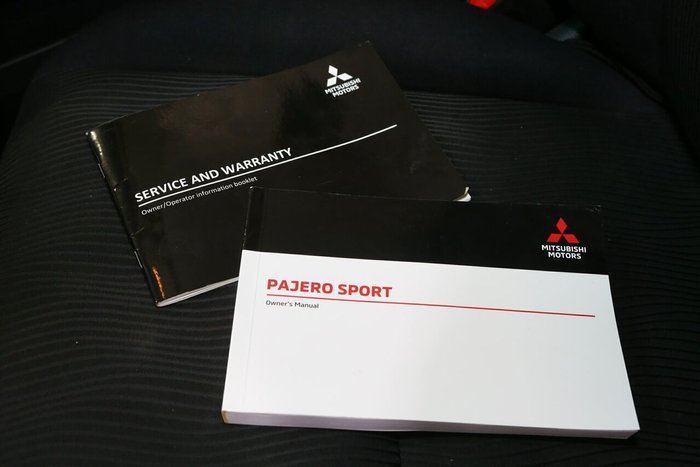 MITSUBISHI
MOTORS
SERVICE AND WARRANTY
Owner/Operator information booklet
MITSUBISHI
MOTORS
PAJERO SPORT
Owner's Manual